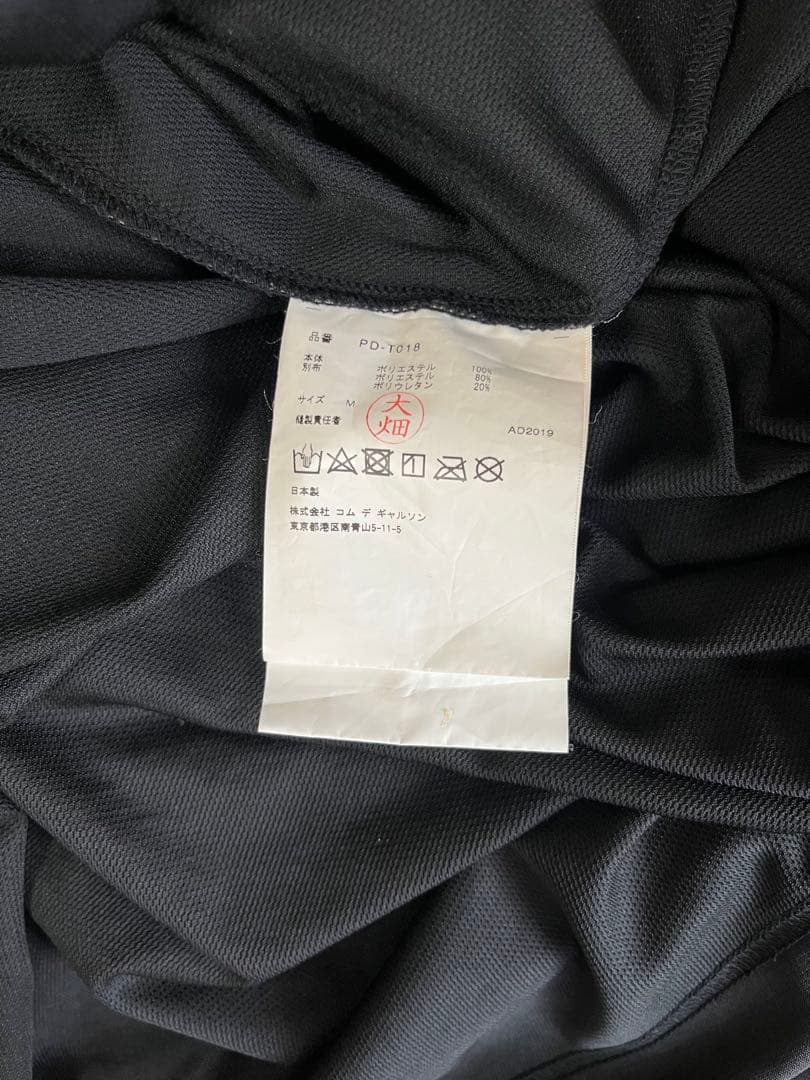 品番 PD-T018
本体 ポリエステル 100%
別布 ポリエステル 80%
ポリウレタン 20%
サイズ M
縫製責任者 大畑 AD2019
日本製
株式会社 コム デ ギャルソン
東京都港区南青山5-11-5